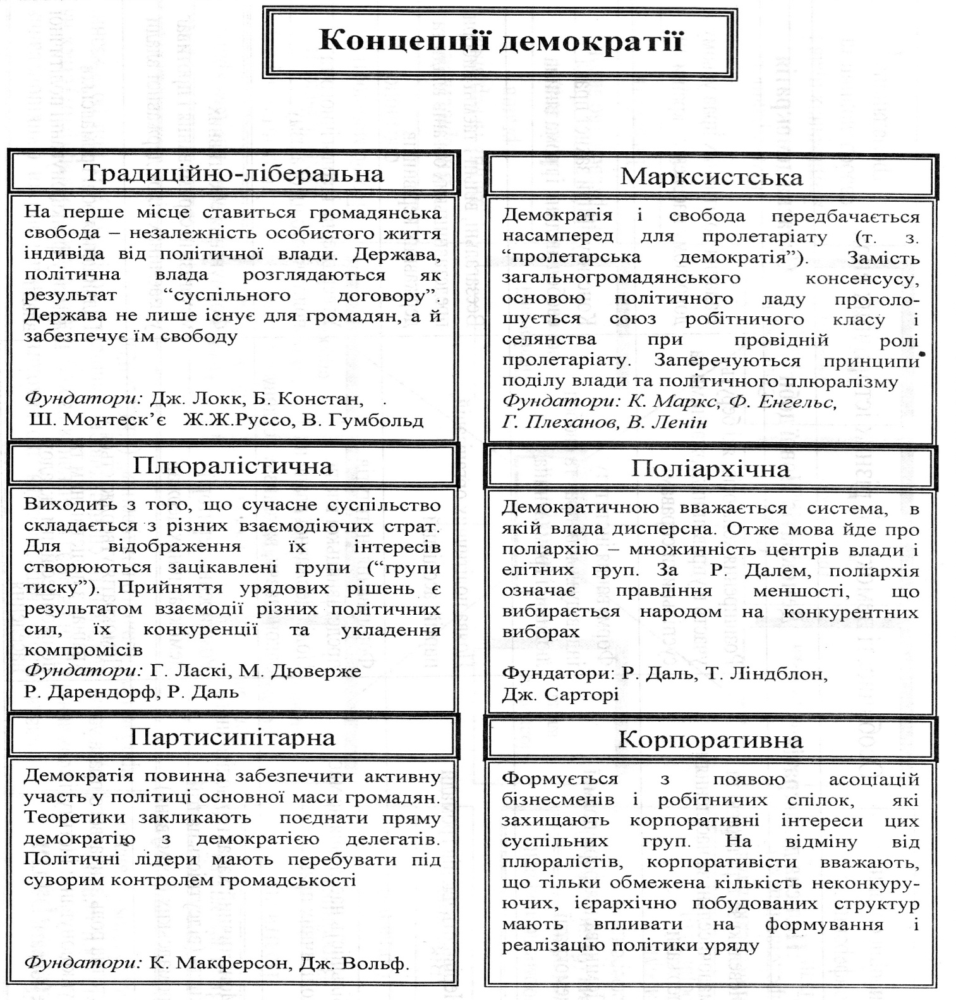 Концепції демократії
Традиційно-ліберальна
На перше місце ставиться громадянська
свобода – незалежність особистого життя
індивіда від політичної влади. Держава,
політична влада розглядаються як
результат “суспільного договору”.
Держава не лише існує для громадян, а й
забезпечує їм свободу
Фундатори: Дж. Локк, Б. Констан,
Ш. Монтеск’є Ж.Ж.Руссо, В. Гумбольд
Марксистська
Демократія і свобода передбачається
насамперед для пролетаріату (т. з.
“пролетарська демократія”). Замість
загальногромадянського консенсусу,
основою політичного ладу проголо-
шується союз робітничого класу і
селянства при провідній ролі
пролетаріату. Заперечуються принципи
поділу влади та політичного плюралізму
Фундатори: К. Маркс, Ф. Енгельс,
Г. Плеханов, В. Ленін
Плюралістична
Виходить з того, що сучасне суспільство
складається з різних взаємодіючих страт.
Для відображення їх інтересів
створюються зацікавлені групи (“групи
тиску”). Прийняття урядових рішень є
результатом взаємодії різних політичних
сил, їх конкуренції та укладення
компромісів
Фундатори: Г. Ласкі, М. Дюверже
Р. Дарендорф, Р. Даль
Поліархічна
Демократичною вважається система, в
якій влада дисперсна. Отже мова йде про
поліархію – множинність центрів влади і
елітних груп. За Р. Далем, поліархія
означає правління меншості, що
вибирається народом на конкурентних
виборах
Фундатори: Р. Даль, Т. Ліндблон,
Дж. Сарторі
Партисипітарна
Демократія повинна забезпечити активну
участь у політиці основної маси громадян.
Теоретики закликають поєднати пряму
демократію з демократією делегатів.
Політичні лідери мають перебувати під
суворим контролем громадськості
Фундатори: К. Макферсон, Дж. Вольф.
Корпоративна
Формується з появою асоціацій
бізнесменів і робітничих спілок, які
захищають корпоративні інтереси цих
суспільних груп. На відміну від
плюралістів, корпоративісти вважають,
що тільки обмежена кількість неконкуру-
ючих, ієрархічно побудованих структур
мають впливати на формування і
реалізацію політики уряду